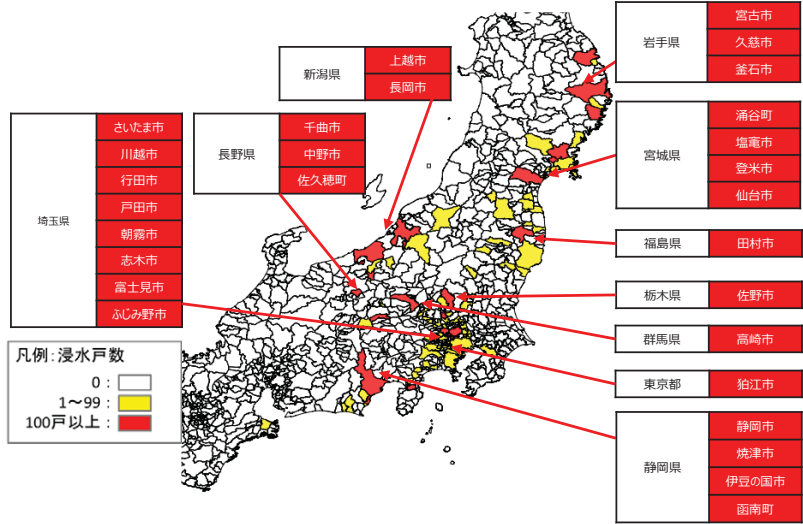 新潟県
上越市
長岡市
長野県
千曲市
中野市
佐久穂町
埼玉県
さいたま市
川越市
行田市
戸田市
朝霧市
志木市
富士見市
ふじみ野市
岩手県
宮古市
久慈市
釜石市
宮城県
涌谷町
塩竈市
登米市
仙台市
福島県
田村市
栃木県
佐野市
群馬県
高崎市
東京都
狛江市
静岡県
静岡市
焼津市
伊豆の国市
函南町
凡例:浸水戸数
0:
1～99:
100戸以上: